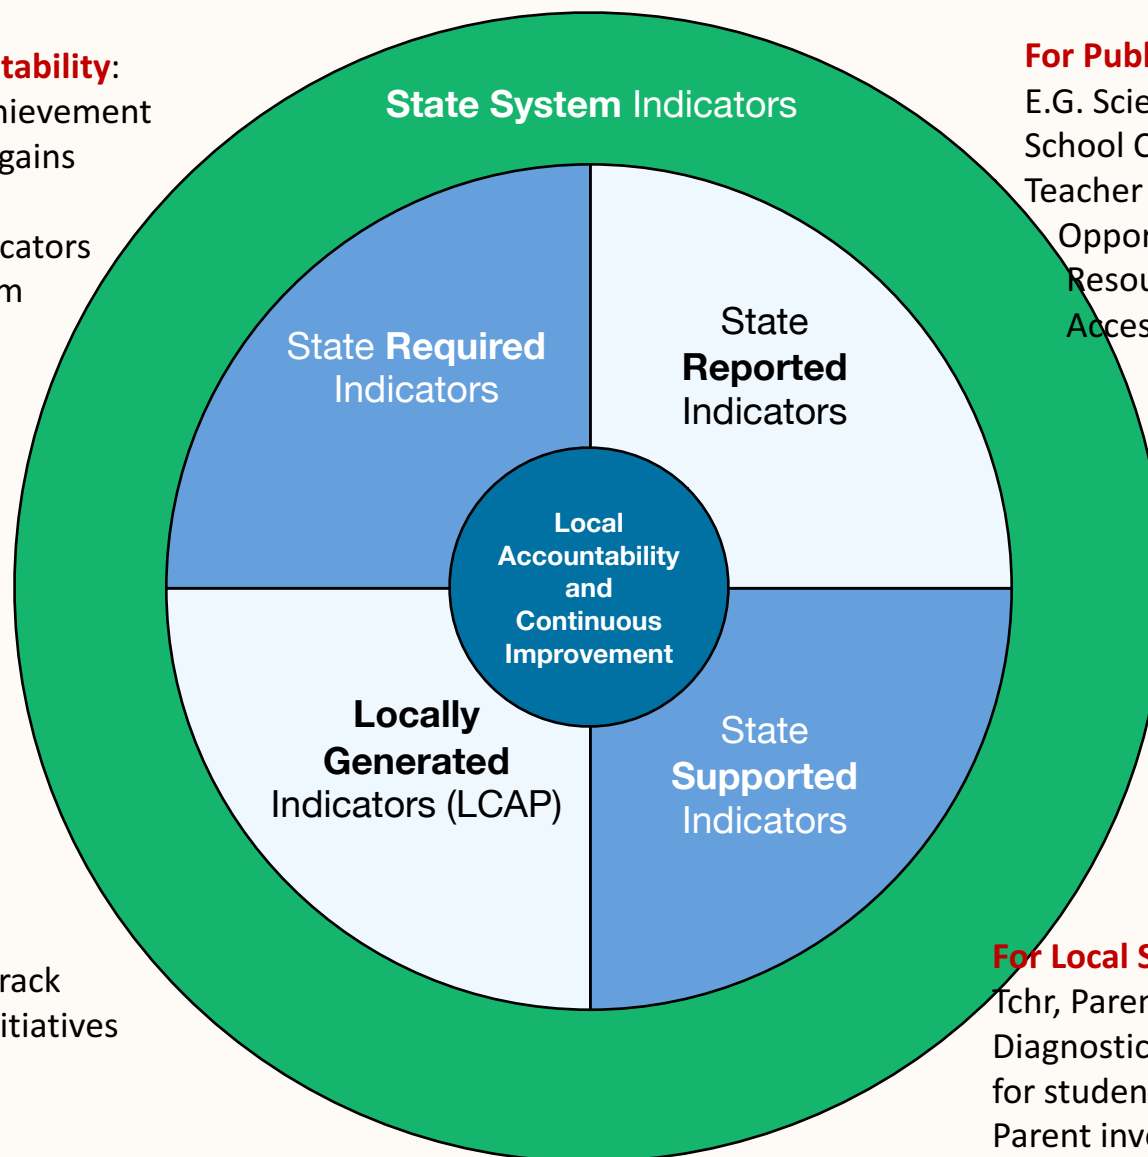 tability:
hievement
gains
cators
m
State System Indicators
For Publ
E.G. Scie
School C
Teacher
Oppor
Resou
Acces
State Required
Indicators
State
Reported
Indicators
Local
Accountability
and
Continuous
Improvement
Locally
Generated
Indicators (LCAP)
State
Supported
Indicators
rack
itiatives
For Local S
Tchr, Paren
Diagnostic
for studen
Parent inve